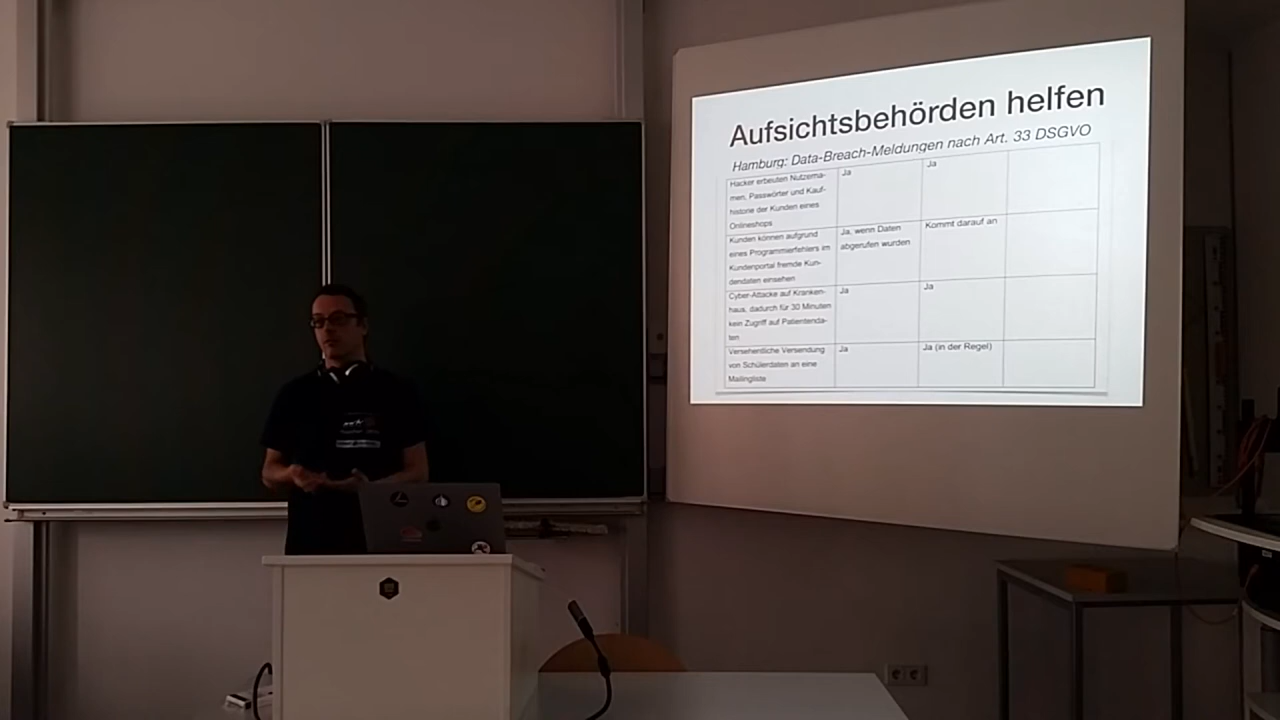 Aufsichtsbehörden helfen
Hamburg: Data-Breach-Meldungen nach Art. 33 DSGVO
Hacker erbeuten Nutzerna-
men, Passwörter und Kauf-
historie der Kunden eines
Onlineshops
Ja
Ja
Kunden können aufgrund
eines Programmierfehlers im
Kundenportal fremde Kun-
dendaten einsehen
Ja, wenn Daten
abgerufen wurden
Kommt darauf an
Cyber-Attacke auf Kranken-
haus, dadurch für 30 Minuten
kein Zugriff auf Patientenda-
ten
Ja
Ja
Versehentliche Versendung
von Schülerdaten an eine
Mailingliste
Ja
Ja (in der Regel)